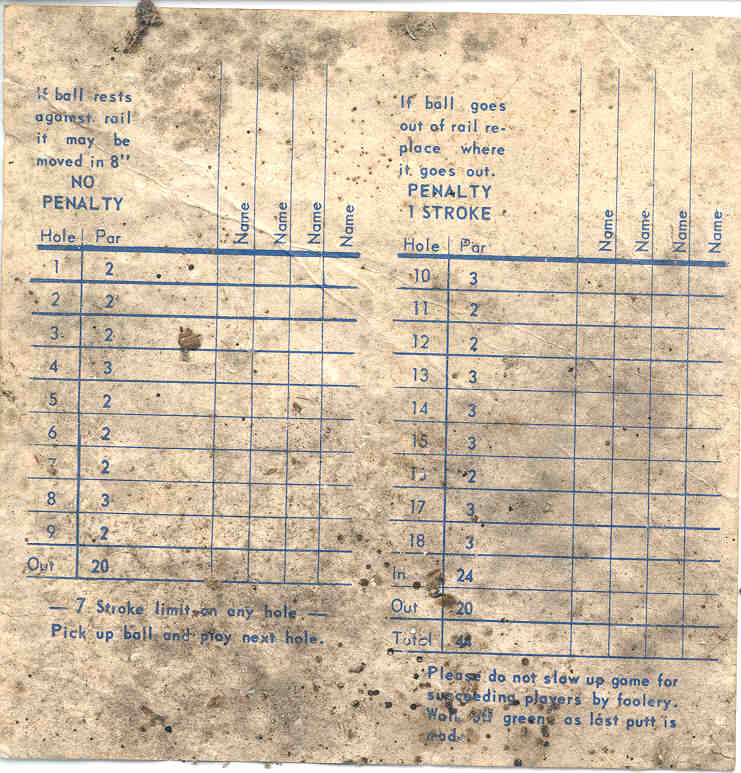 If ball rests
against rail
it may be
moved in 8"
NO
PENALTY
Hole Par Name Name Name Name
1 2
2 2
3 2
4 3
5 2
6 2
7 2
8 3
9 2
Out 20
— 7 Stroke limit on any hole —
Pick up ball and play next hole.
If ball goes
out of rail re-
place where
it goes out.
PENALTY
1 STROKE
Hole Par Name Name Name Name
10 3
11 2
12 2
13 3
14 3
15 3
16 2
17 3
18 3
In 24
Out 20
Total 44
Please do not slow up game for
succeeding players by foolery.
Walk off green as last putt is
made.